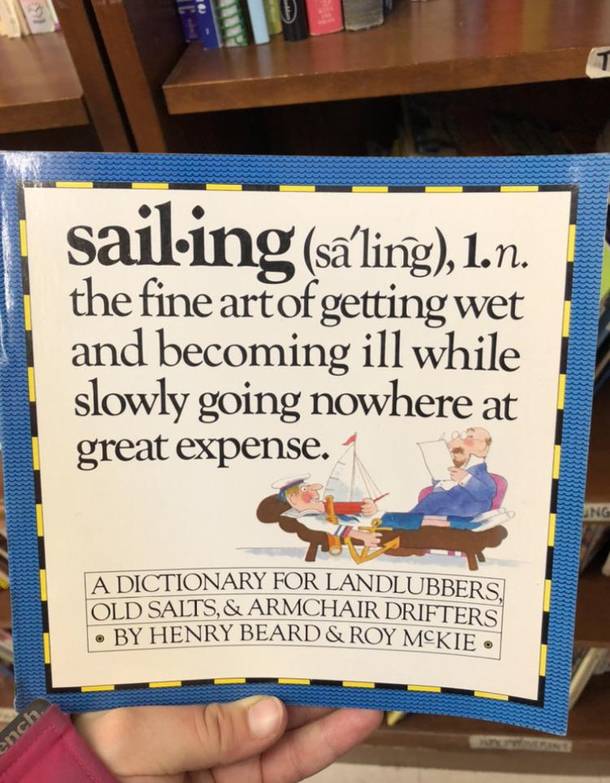 sail·ing (sā′ling), 1. n.
the fine art of getting wet
and becoming ill while
slowly going nowhere at
great expense.
A DICTIONARY FOR LANDLUBBERS,
OLD SALTS, & ARMCHAIR DRIFTERS
• BY HENRY BEARD & ROY McKIE •
ench